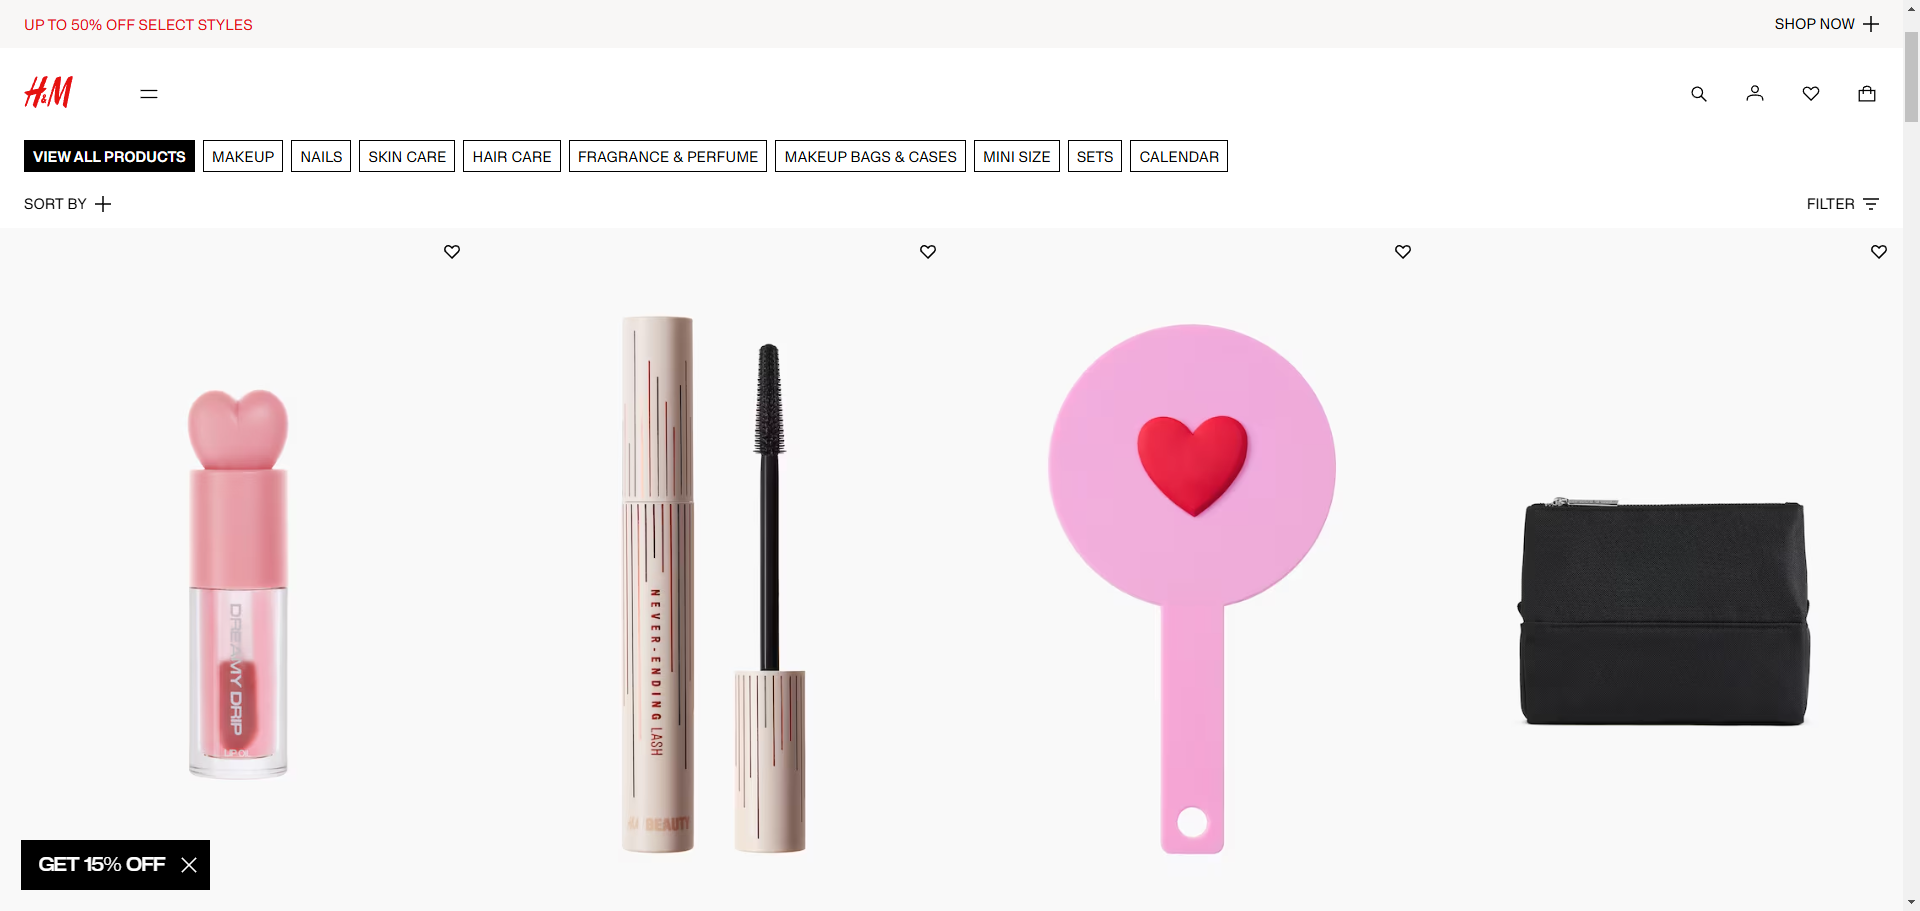 UP TO 50% OFF SELECT STYLES
SHOP NOW
H&M
VIEW ALL PRODUCTS
MAKEUP
NAILS
SKIN CARE
HAIR CARE
FRAGRANCE & PERFUME
MAKEUP BAGS & CASES
MINI SIZE
SETS
CALENDAR
SORT BY
FILTER
DREAMY DRIP
LIP OIL
NEVER-ENDING LASH
BEAUTY
GET 15% OFF